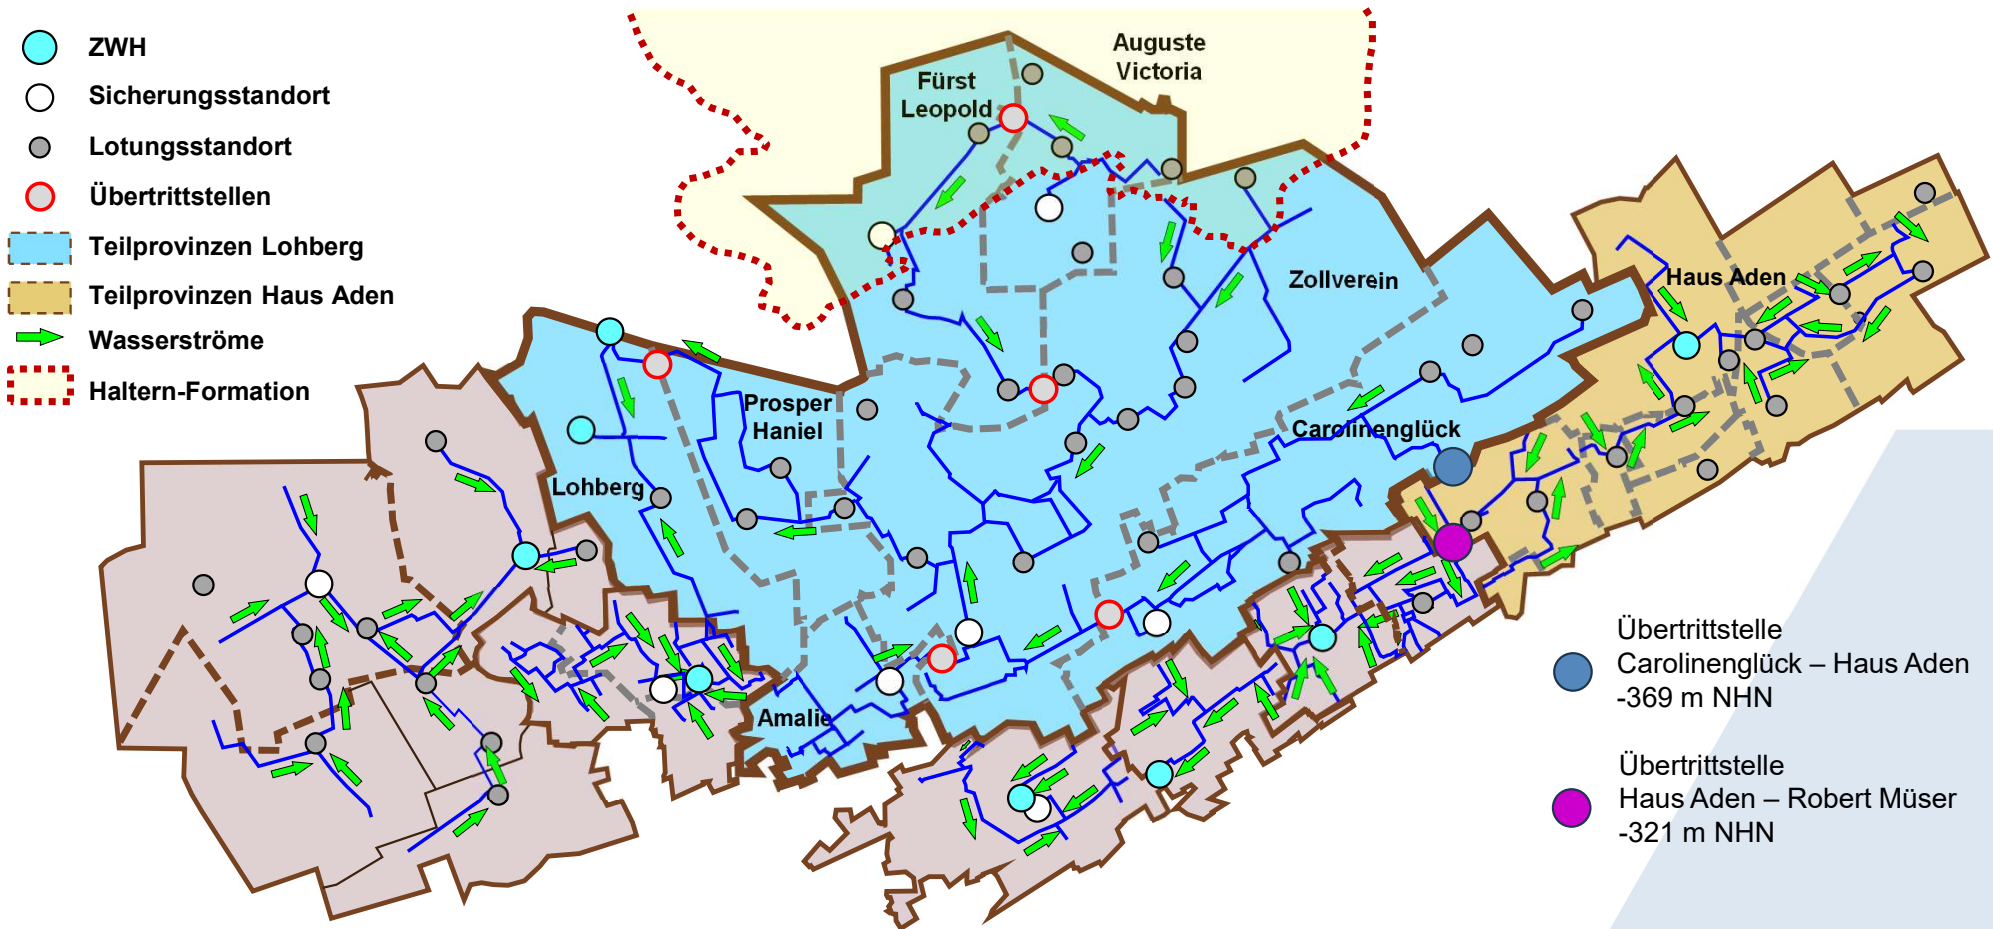 ZWH
Sicherungsstandort
Lotungsstandort
Übertrittstellen
Teilprovinzen Lohberg
Teilprovinzen Haus Aden
Wasserströme
Haltern-Formation
Auguste
Victoria
Fürst
Leopold
Zollverein
Haus Aden
Prosper
Haniel
Carolinenglück
Lohberg
Amalie
Übertrittstelle
Carolinenglück – Haus Aden
-369 m NHN
Übertrittstelle
Haus Aden – Robert Müser
-321 m NHN